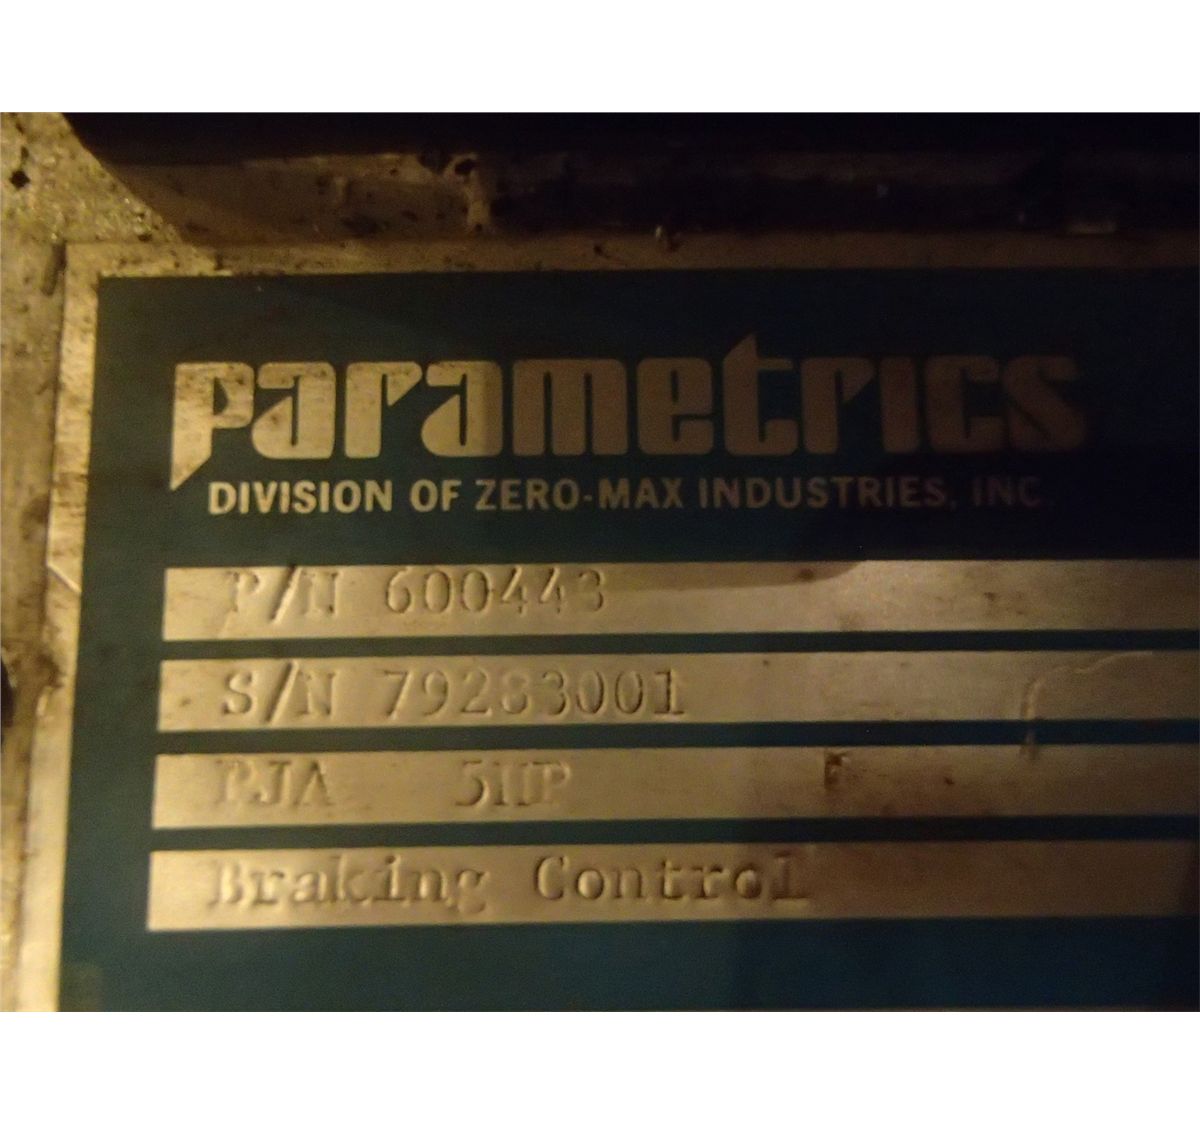 parametrics
DIVISION OF ZERO-MAX INDUSTRIES, INC.
P/N 600443
S/N 79283001
PJA 5HP
Braking Control